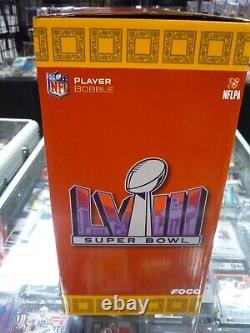 NFL
PLAYER
BOBBLE
NFLPA
LVIII
SUPER BOWL
FOCO